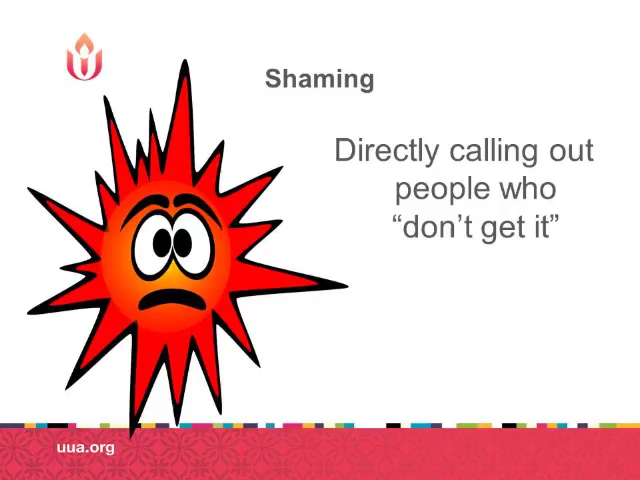 Shaming
Directly calling out
people who
“don’t get it”
uua.org